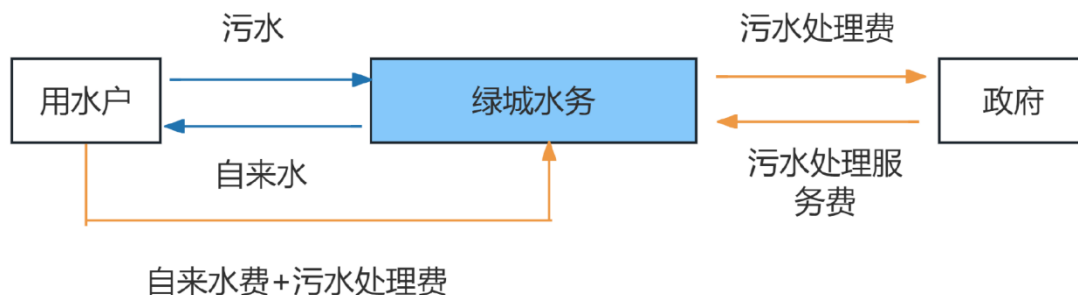 污水
污水处理费
用水户
绿城水务
政府
自来水
污水处理服
务费
自来水费+污水处理费